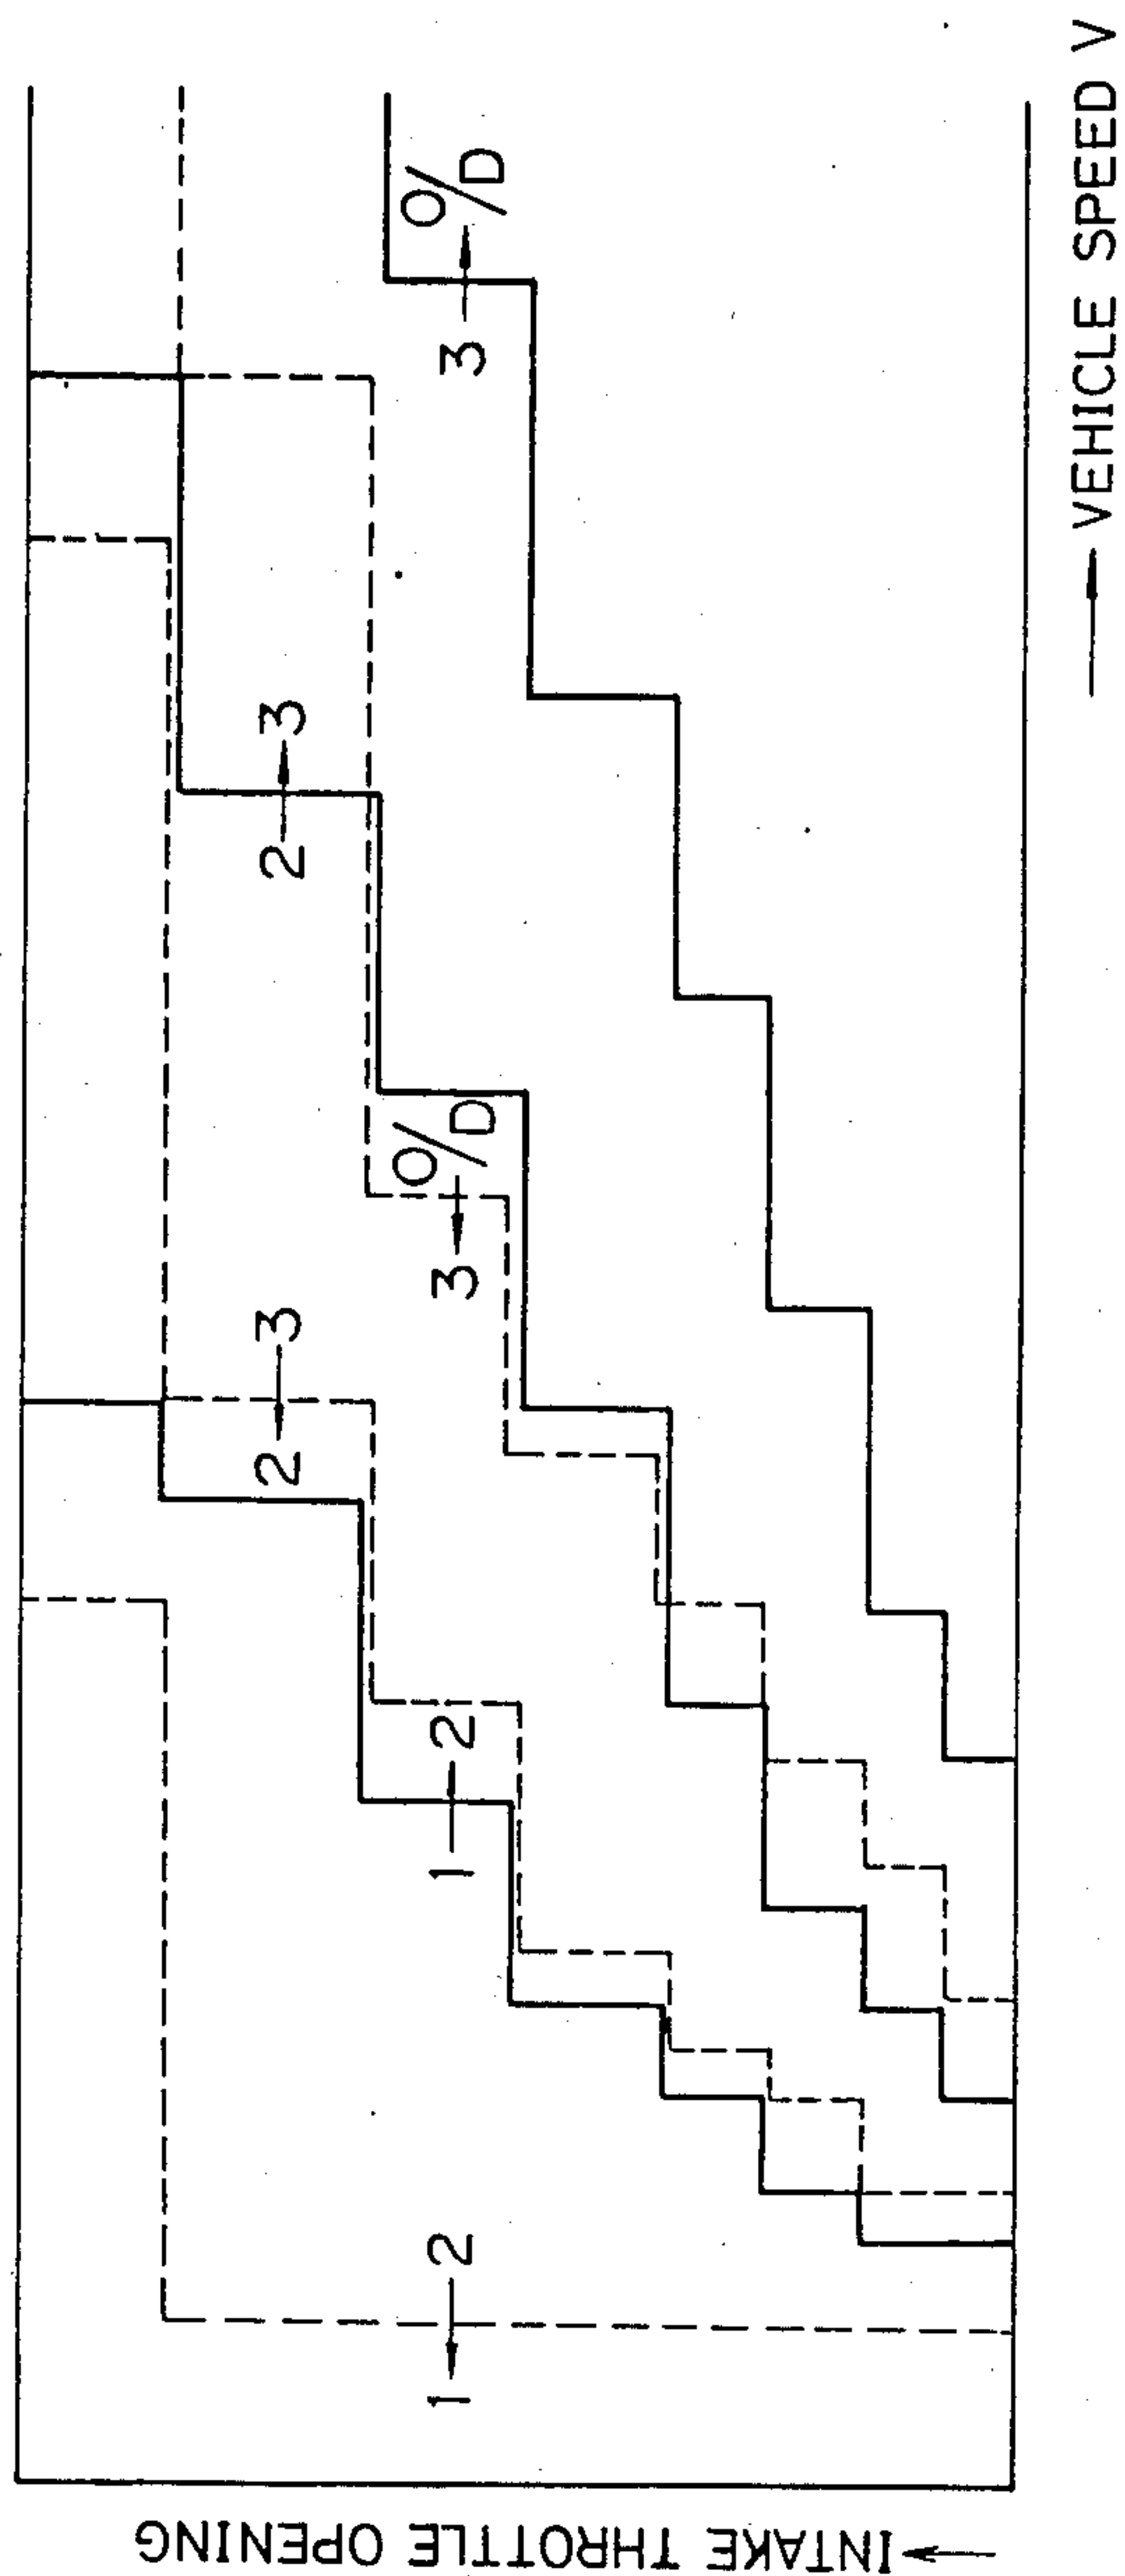 INTAKE THROTTLE OPENING
1 2
1 2
2 3
3 O/D
2 3
3 O/D
VEHICLE SPEED V